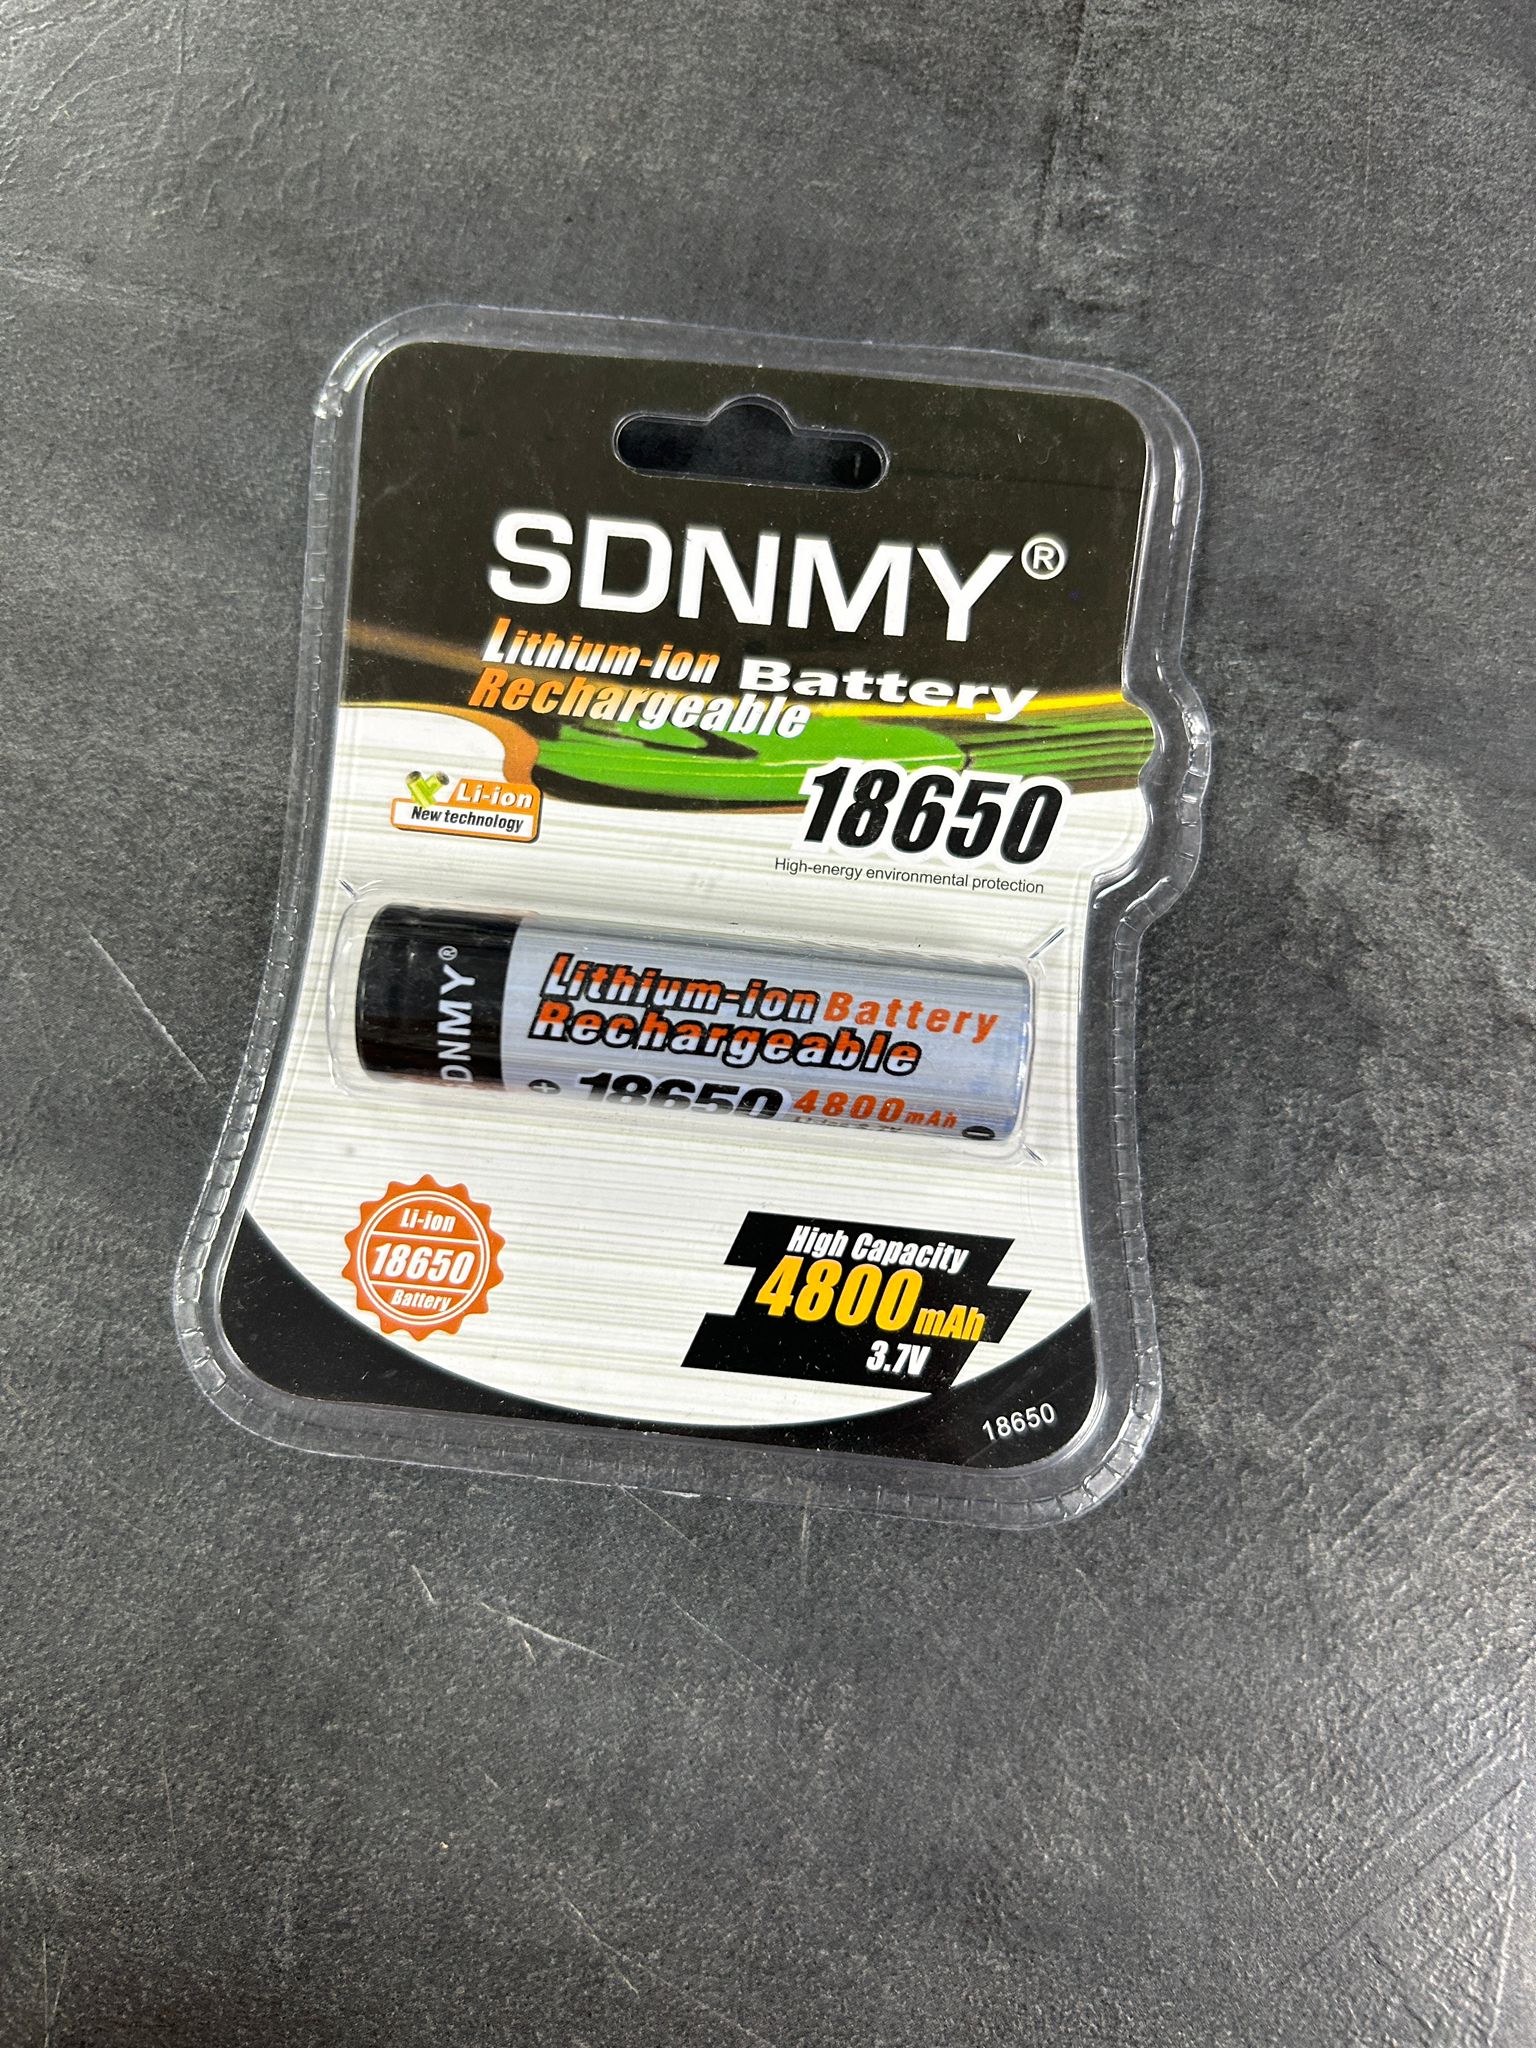 SDNMY®
Lithium-ion Battery
Rechargeable
Li-ion
New technology
18650
High-energy environmental protection
DNMY®
Lithium-ion Battery
Rechargeable
+ 18650 4800mAh
Li-ion
18650
Battery
High Capacity
4800mAh
3.7V
18650